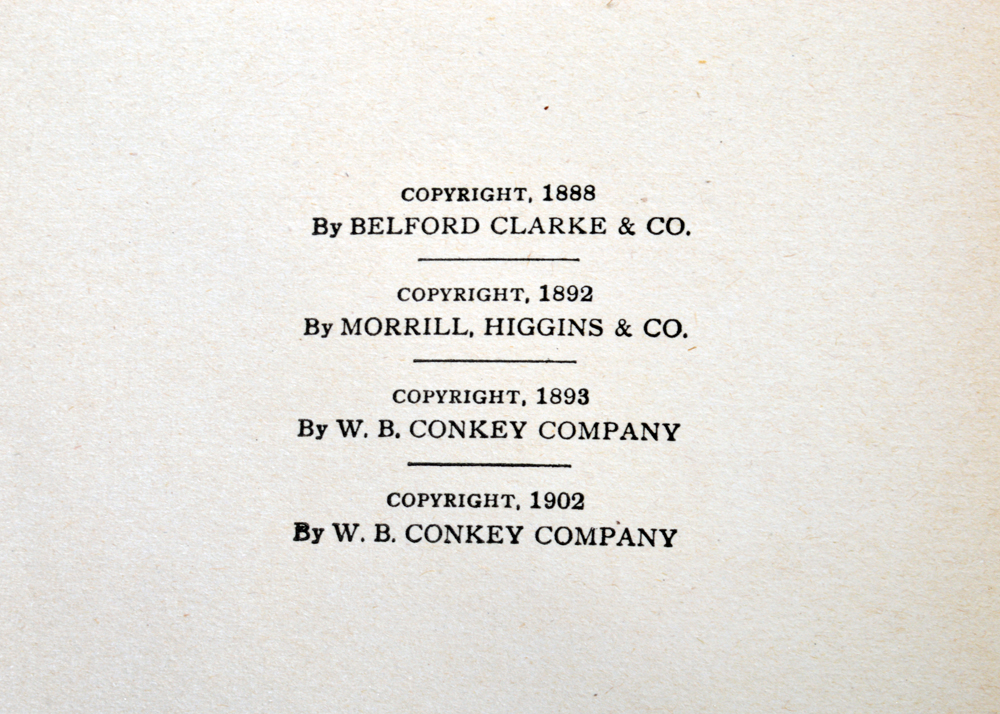 COPYRIGHT, 1888
By BELFORD CLARKE & CO.
COPYRIGHT, 1892
By MORRILL, HIGGINS & CO.
COPYRIGHT, 1893
By W. B. CONKEY COMPANY
COPYRIGHT, 1902
By W. B. CONKEY COMPANY